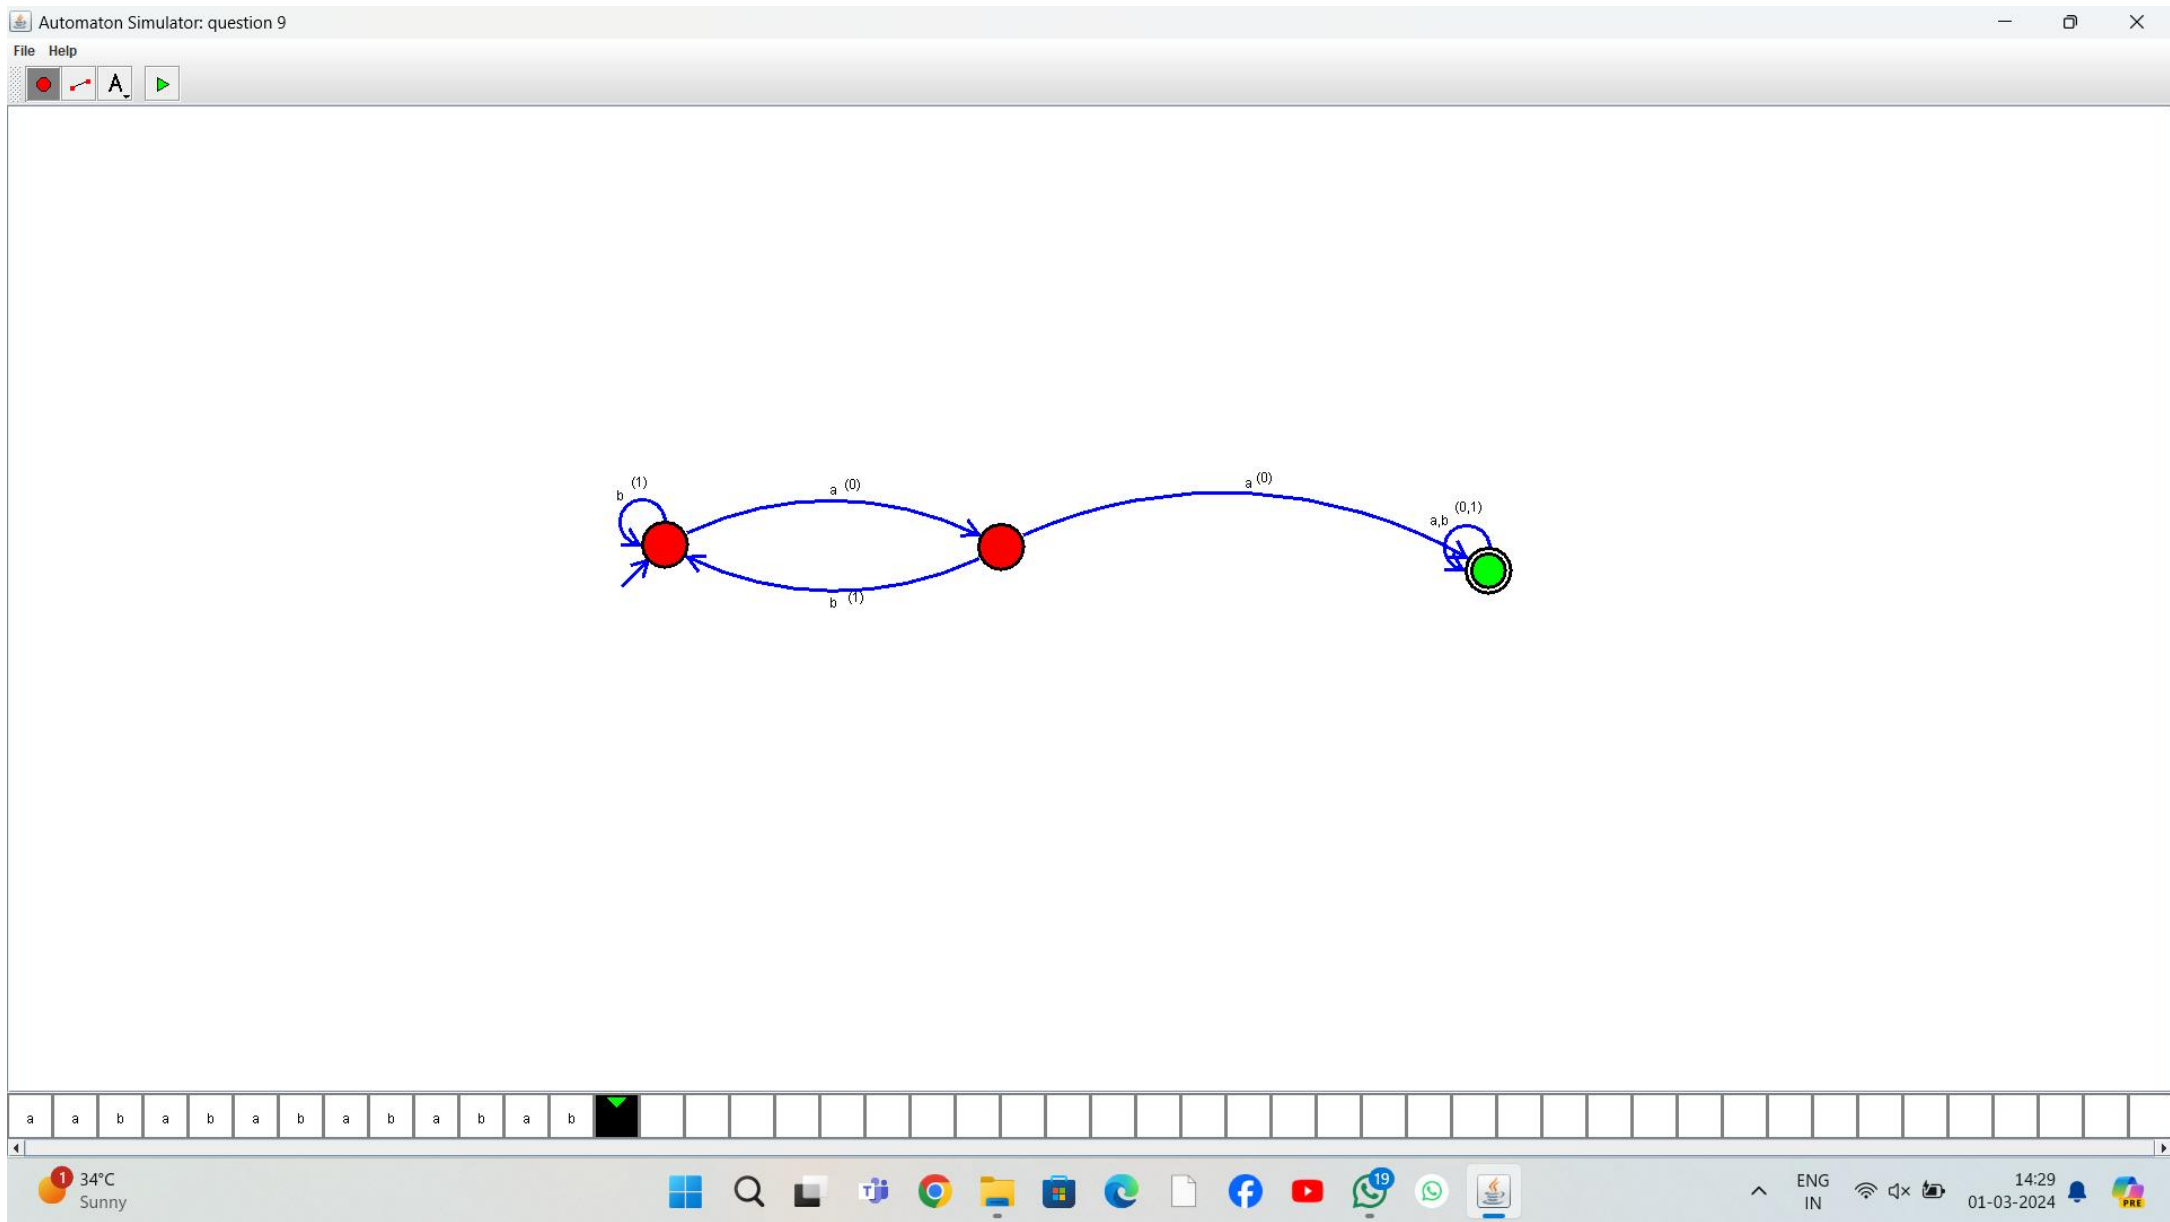 Automaton Simulator: question 9
File Help
A
(1)
b
a (0)
b (1)
a (0)
(0,1)
a,b
a a b a b a b a b a b a b
1
34°C
Sunny
19
ENG
IN
14:29
01-03-2024
PRE